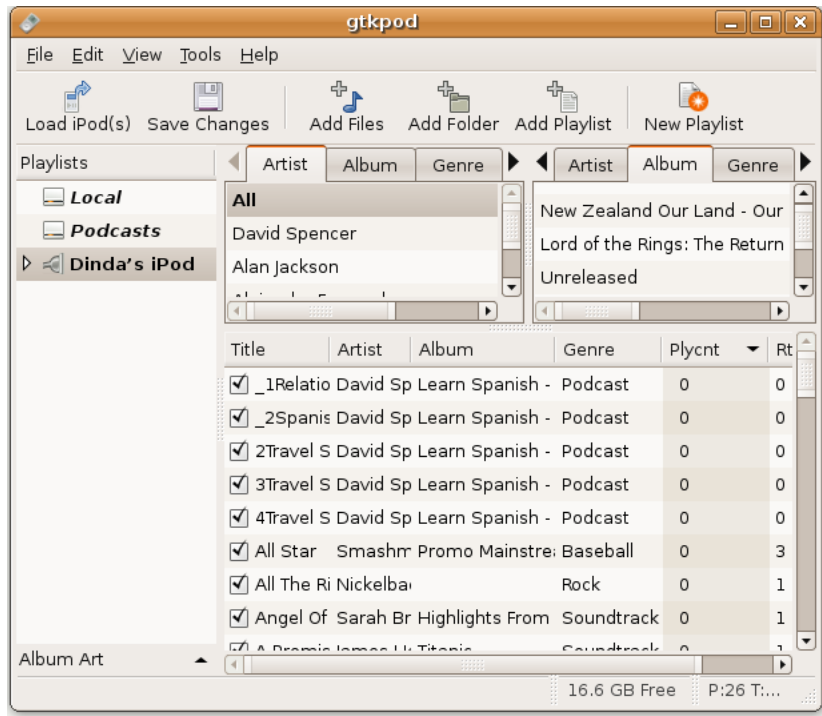 gtkpod
File Edit View Tools Help
Load iPod(s) Save Changes Add Files Add Folder Add Playlist New Playlist
Playlists
Local
Podcasts
Dinda's iPod
Artist Album Genre
All
David Spencer
Alan Jackson
Artist Album Genre
New Zealand Our Land - Our
Lord of the Rings: The Return
Unreleased
Title Artist Album Genre Plycnt Rt
_1Relatio David Sp Learn Spanish - Podcast 0 0
_2Spanis David Sp Learn Spanish - Podcast 0 0
2Travel S David Sp Learn Spanish - Podcast 0 0
3Travel S David Sp Learn Spanish - Podcast 0 0
4Travel S David Sp Learn Spanish - Podcast 0 0
All Star Smashm Promo Mainstre Baseball 0 3
All The Ri Nickelba Rock 0 1
Angel Of Sarah Br Highlights From Soundtrack 0 1
Titanic Soundtrack 0 1
Album Art
16.6 GB Free P:26 T:...